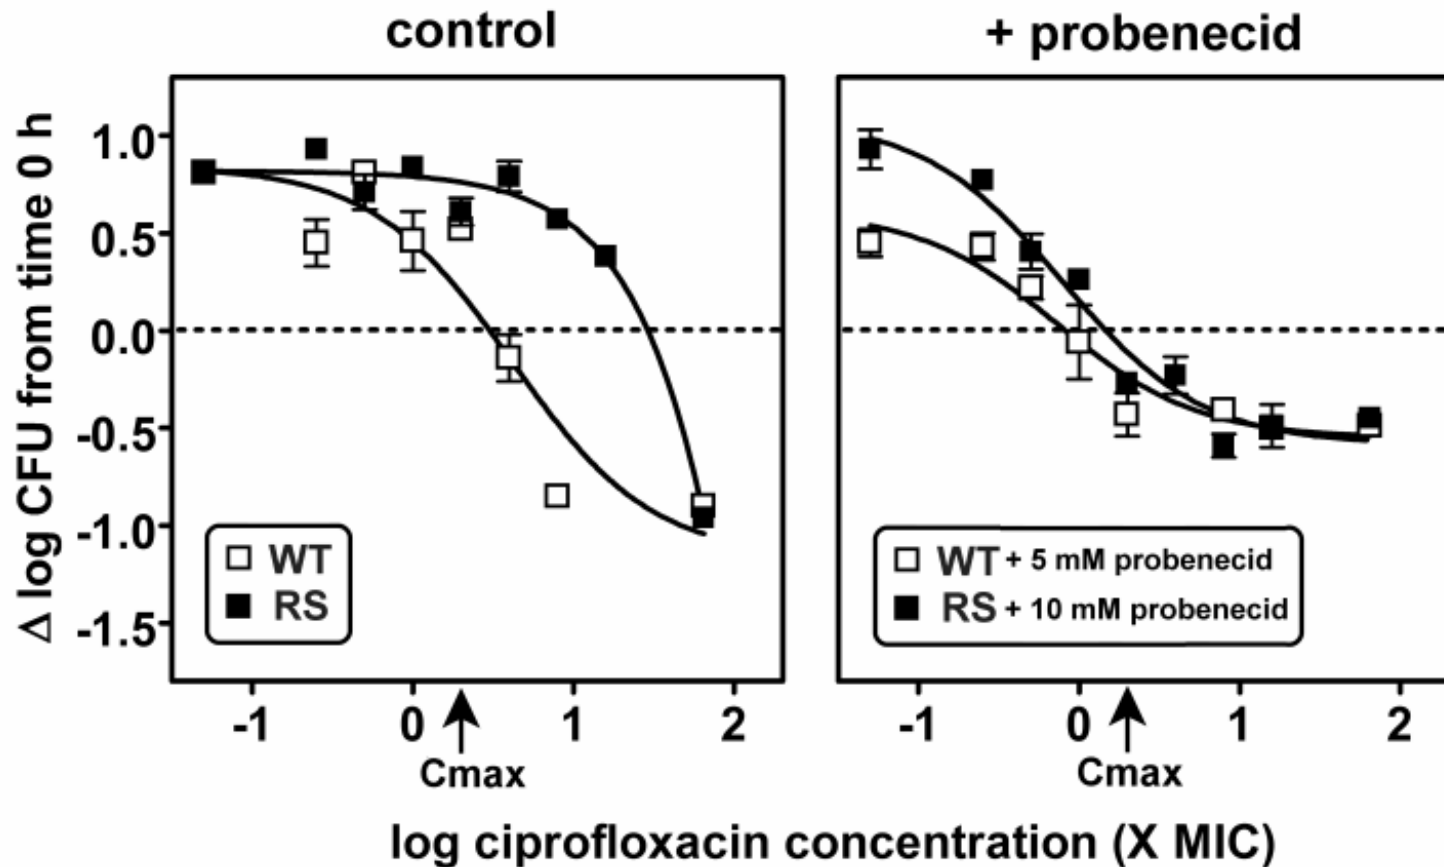 control
+ probenecid
Δ log CFU from time 0 h
1.0
0.5
0.0
-0.5
-1.0
-1.5
WT
RS
WT + 5 mM probenecid
RS + 10 mM probenecid
-1 0 1 2
-1 0 1 2
Cmax
Cmax
log ciprofloxacin concentration (X MIC)